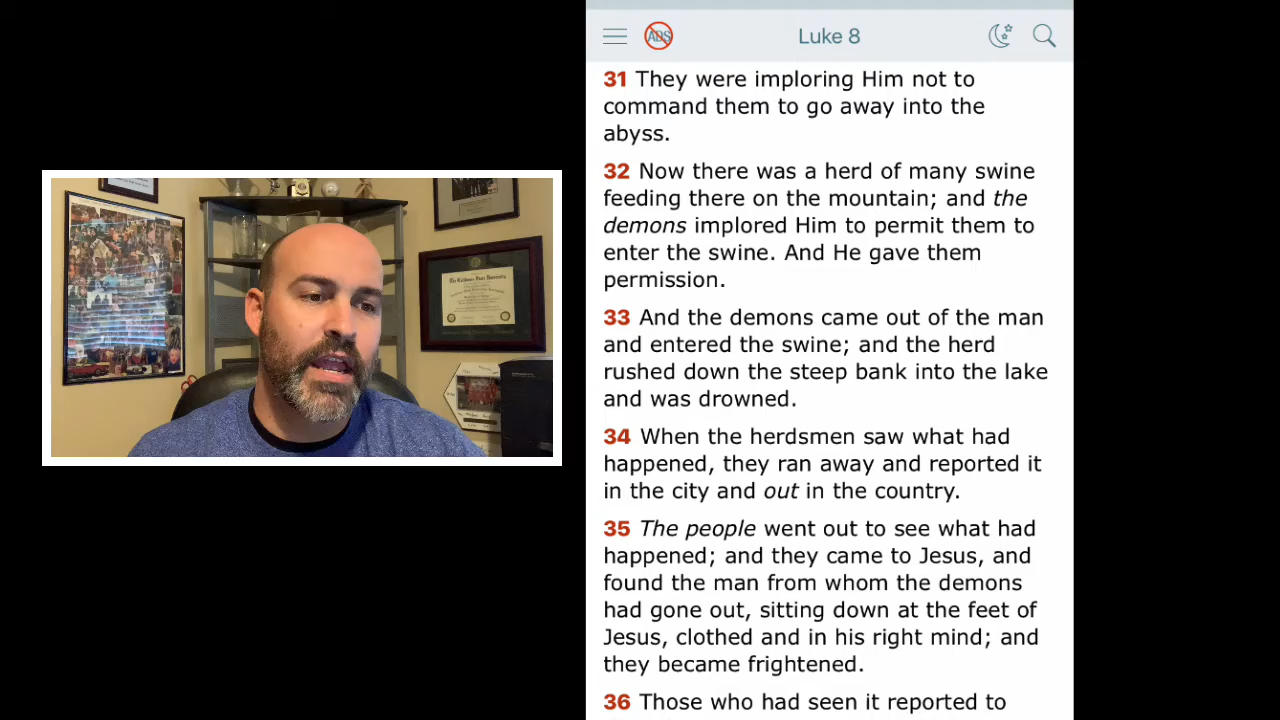 ADS
Luke 8
31 They were imploring Him not to
command them to go away into the
abyss.
32 Now there was a herd of many swine
feeding there on the mountain; and the
demons implored Him to permit them to
enter the swine. And He gave them
permission.
33 And the demons came out of the man
and entered the swine; and the herd
rushed down the steep bank into the lake
and was drowned.
34 When the herdsmen saw what had
happened, they ran away and reported it
in the city and out in the country.
35 The people went out to see what had
happened; and they came to Jesus, and
found the man from whom the demons
had gone out, sitting down at the feet of
Jesus, clothed and in his right mind; and
they became frightened.
36 Those who had seen it reported to
The California State University